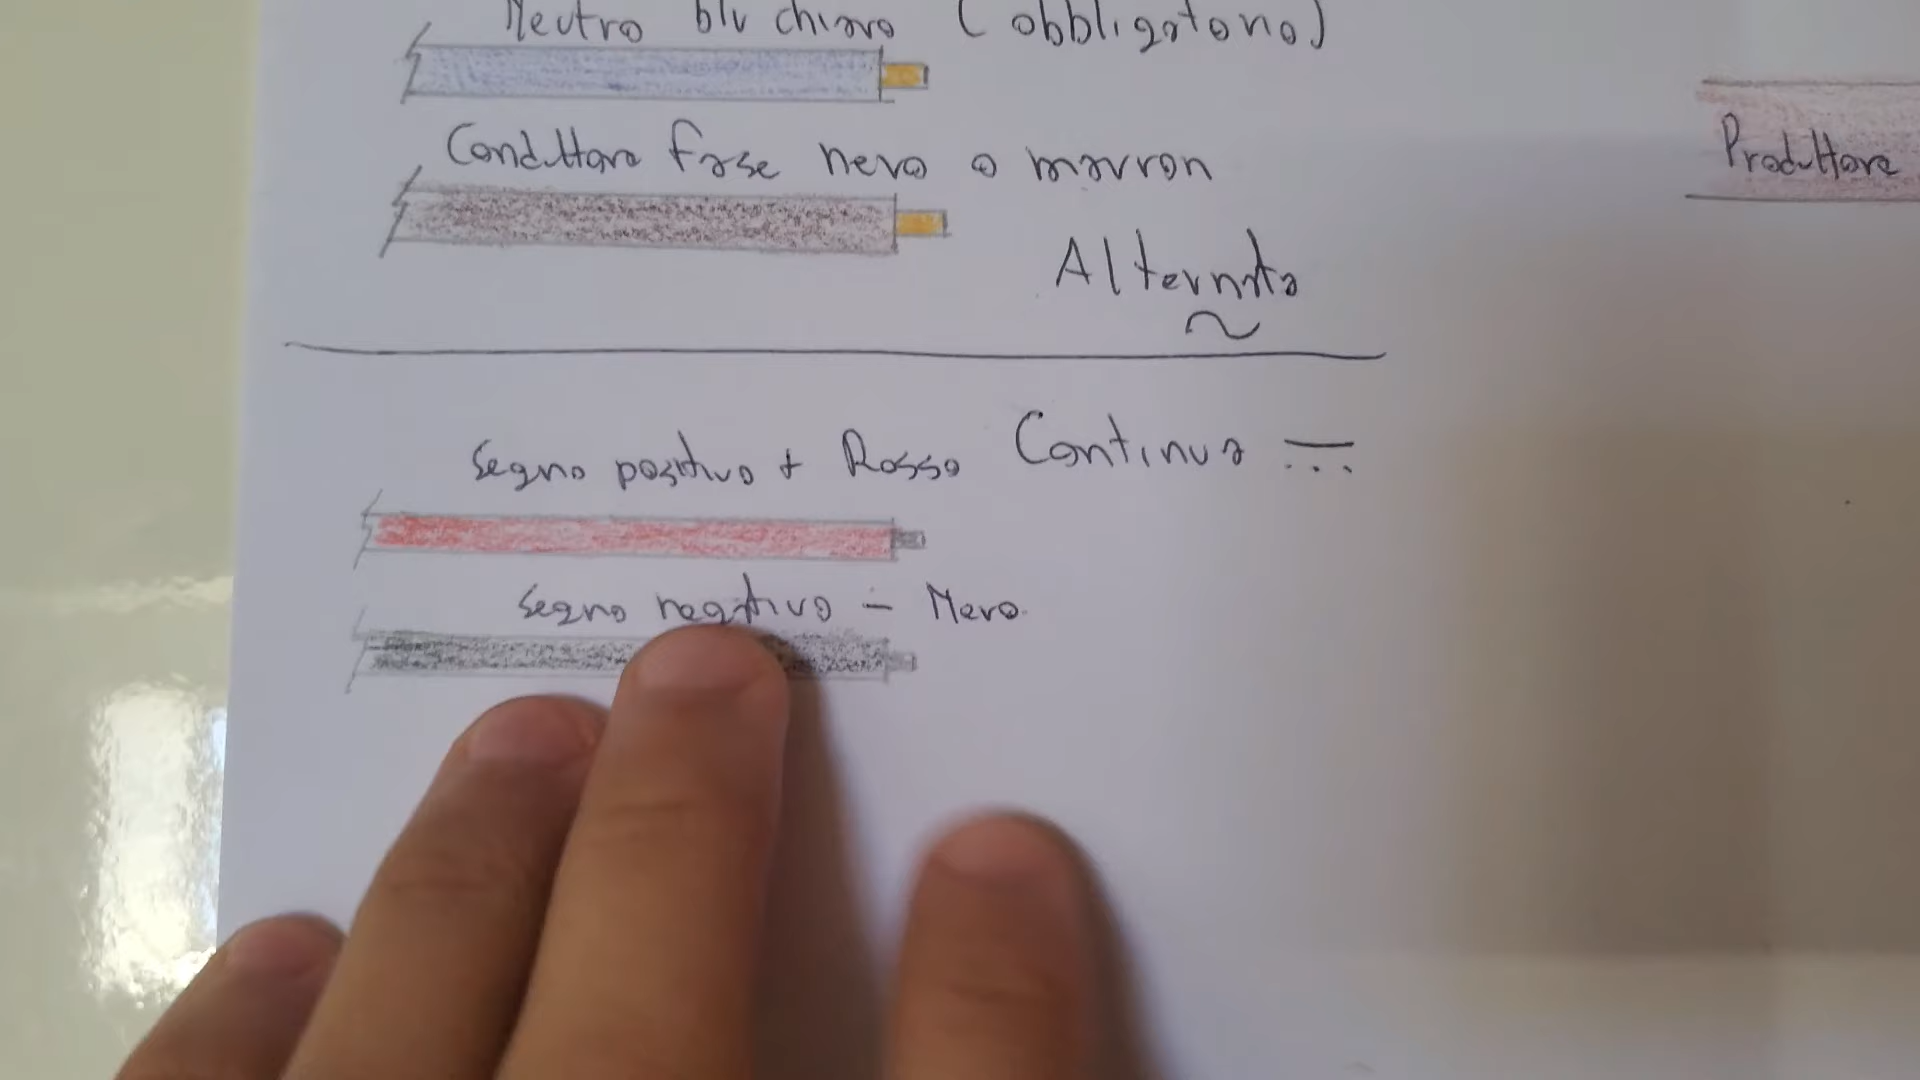 Neutro blu chiaro (obbligatorio)
Conduttore fase nero o marron
Alternata
~
Segno positivo + Rosso
Continua
Segno negativo - Nero
Produttore